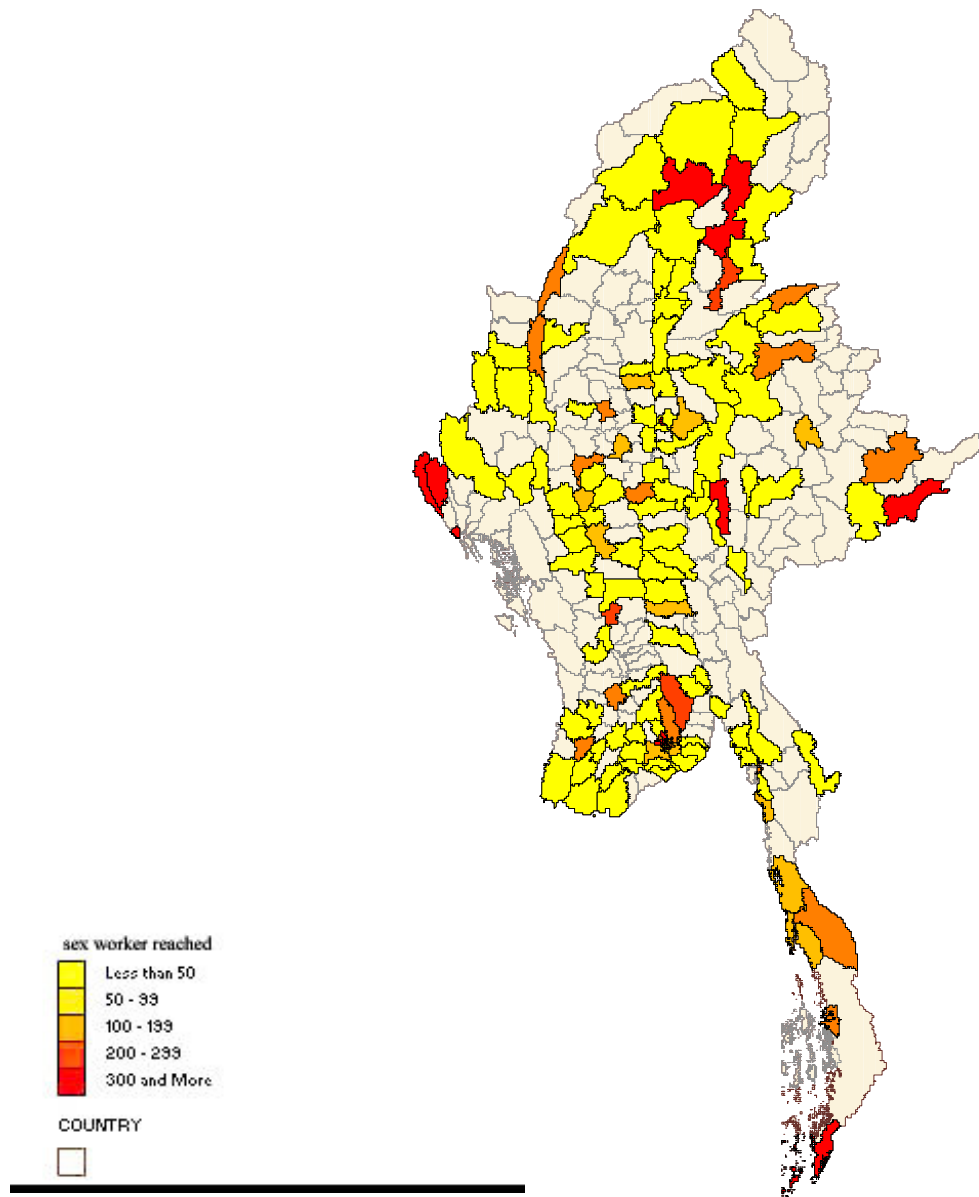 sex worker reached
Less than 50
50 - 99
100 - 199
200 - 299
300 and More
COUNTRY